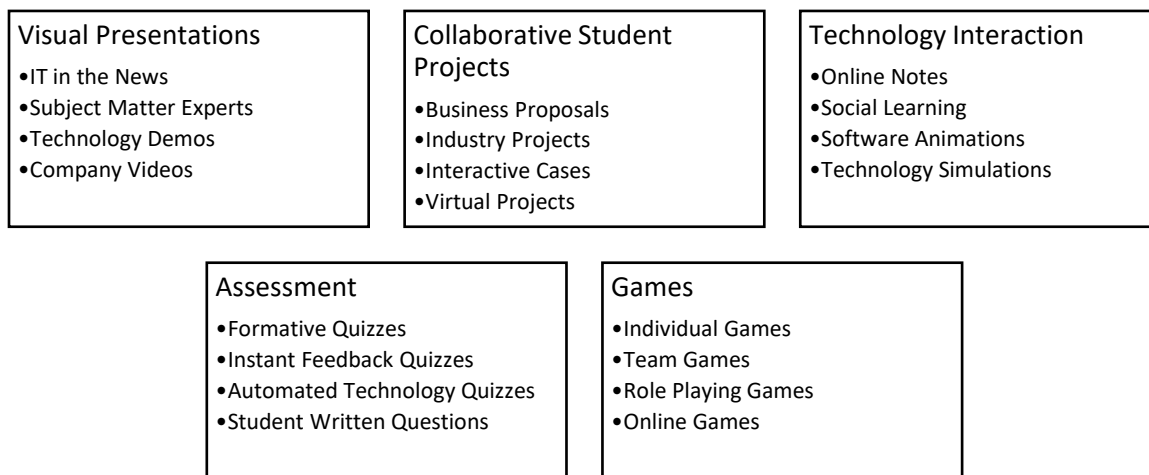 Visual Presentations
•IT in the News
•Subject Matter Experts
•Technology Demos
•Company Videos
Collaborative Student
Projects
•Business Proposals
•Industry Projects
•Interactive Cases
•Virtual Projects
Technology Interaction
•Online Notes
•Social Learning
•Software Animations
•Technology Simulations
Assessment
•Formative Quizzes
•Instant Feedback Quizzes
•Automated Technology Quizzes
•Student Written Questions
Games
•Individual Games
•Team Games
•Role Playing Games
•Online Games